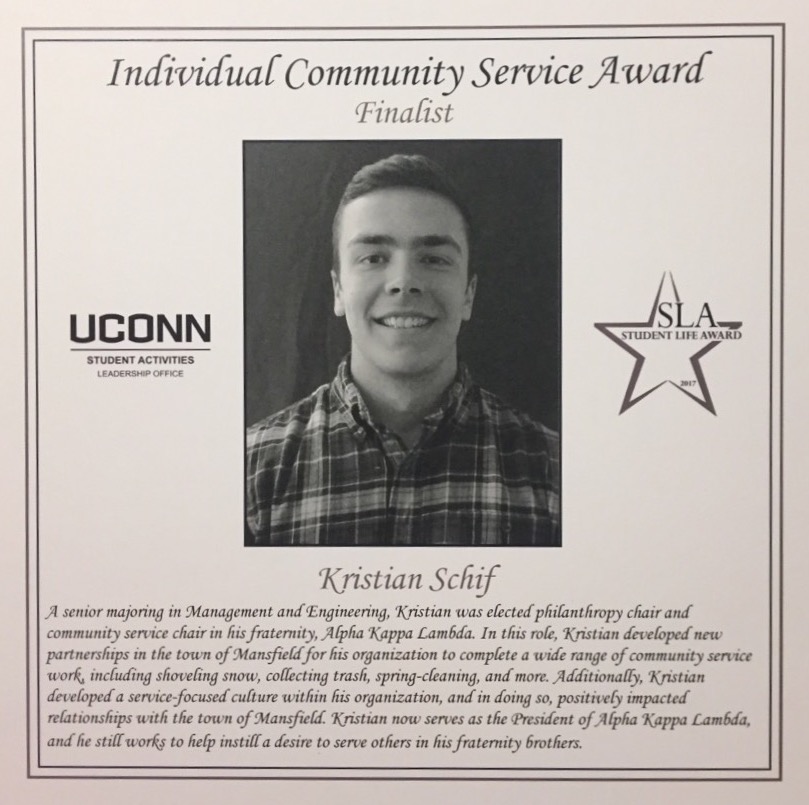 Individual Community Service Award
Finalist
UCONN
STUDENT ACTIVITIES
LEADERSHIP OFFICE
SLA
STUDENT LIFE AWARD
2017
Kristian Schif
A senior majoring in Management and Engineering, Kristian was elected philanthropy chair and
community service chair in his fraternity, Alpha Kappa Lambda. In this role, Kristian developed new
partnerships in the town of Mansfield for his organization to complete a wide range of community service
work, including shoveling snow, collecting trash, spring-cleaning, and more. Additionally, Kristian
developed a service-focused culture within his organization, and in doing so, positively impacted
relationships with the town of Mansfield. Kristian now serves as the President of Alpha Kappa Lambda,
and he still works to help instill a desire to serve others in his fraternity brothers.